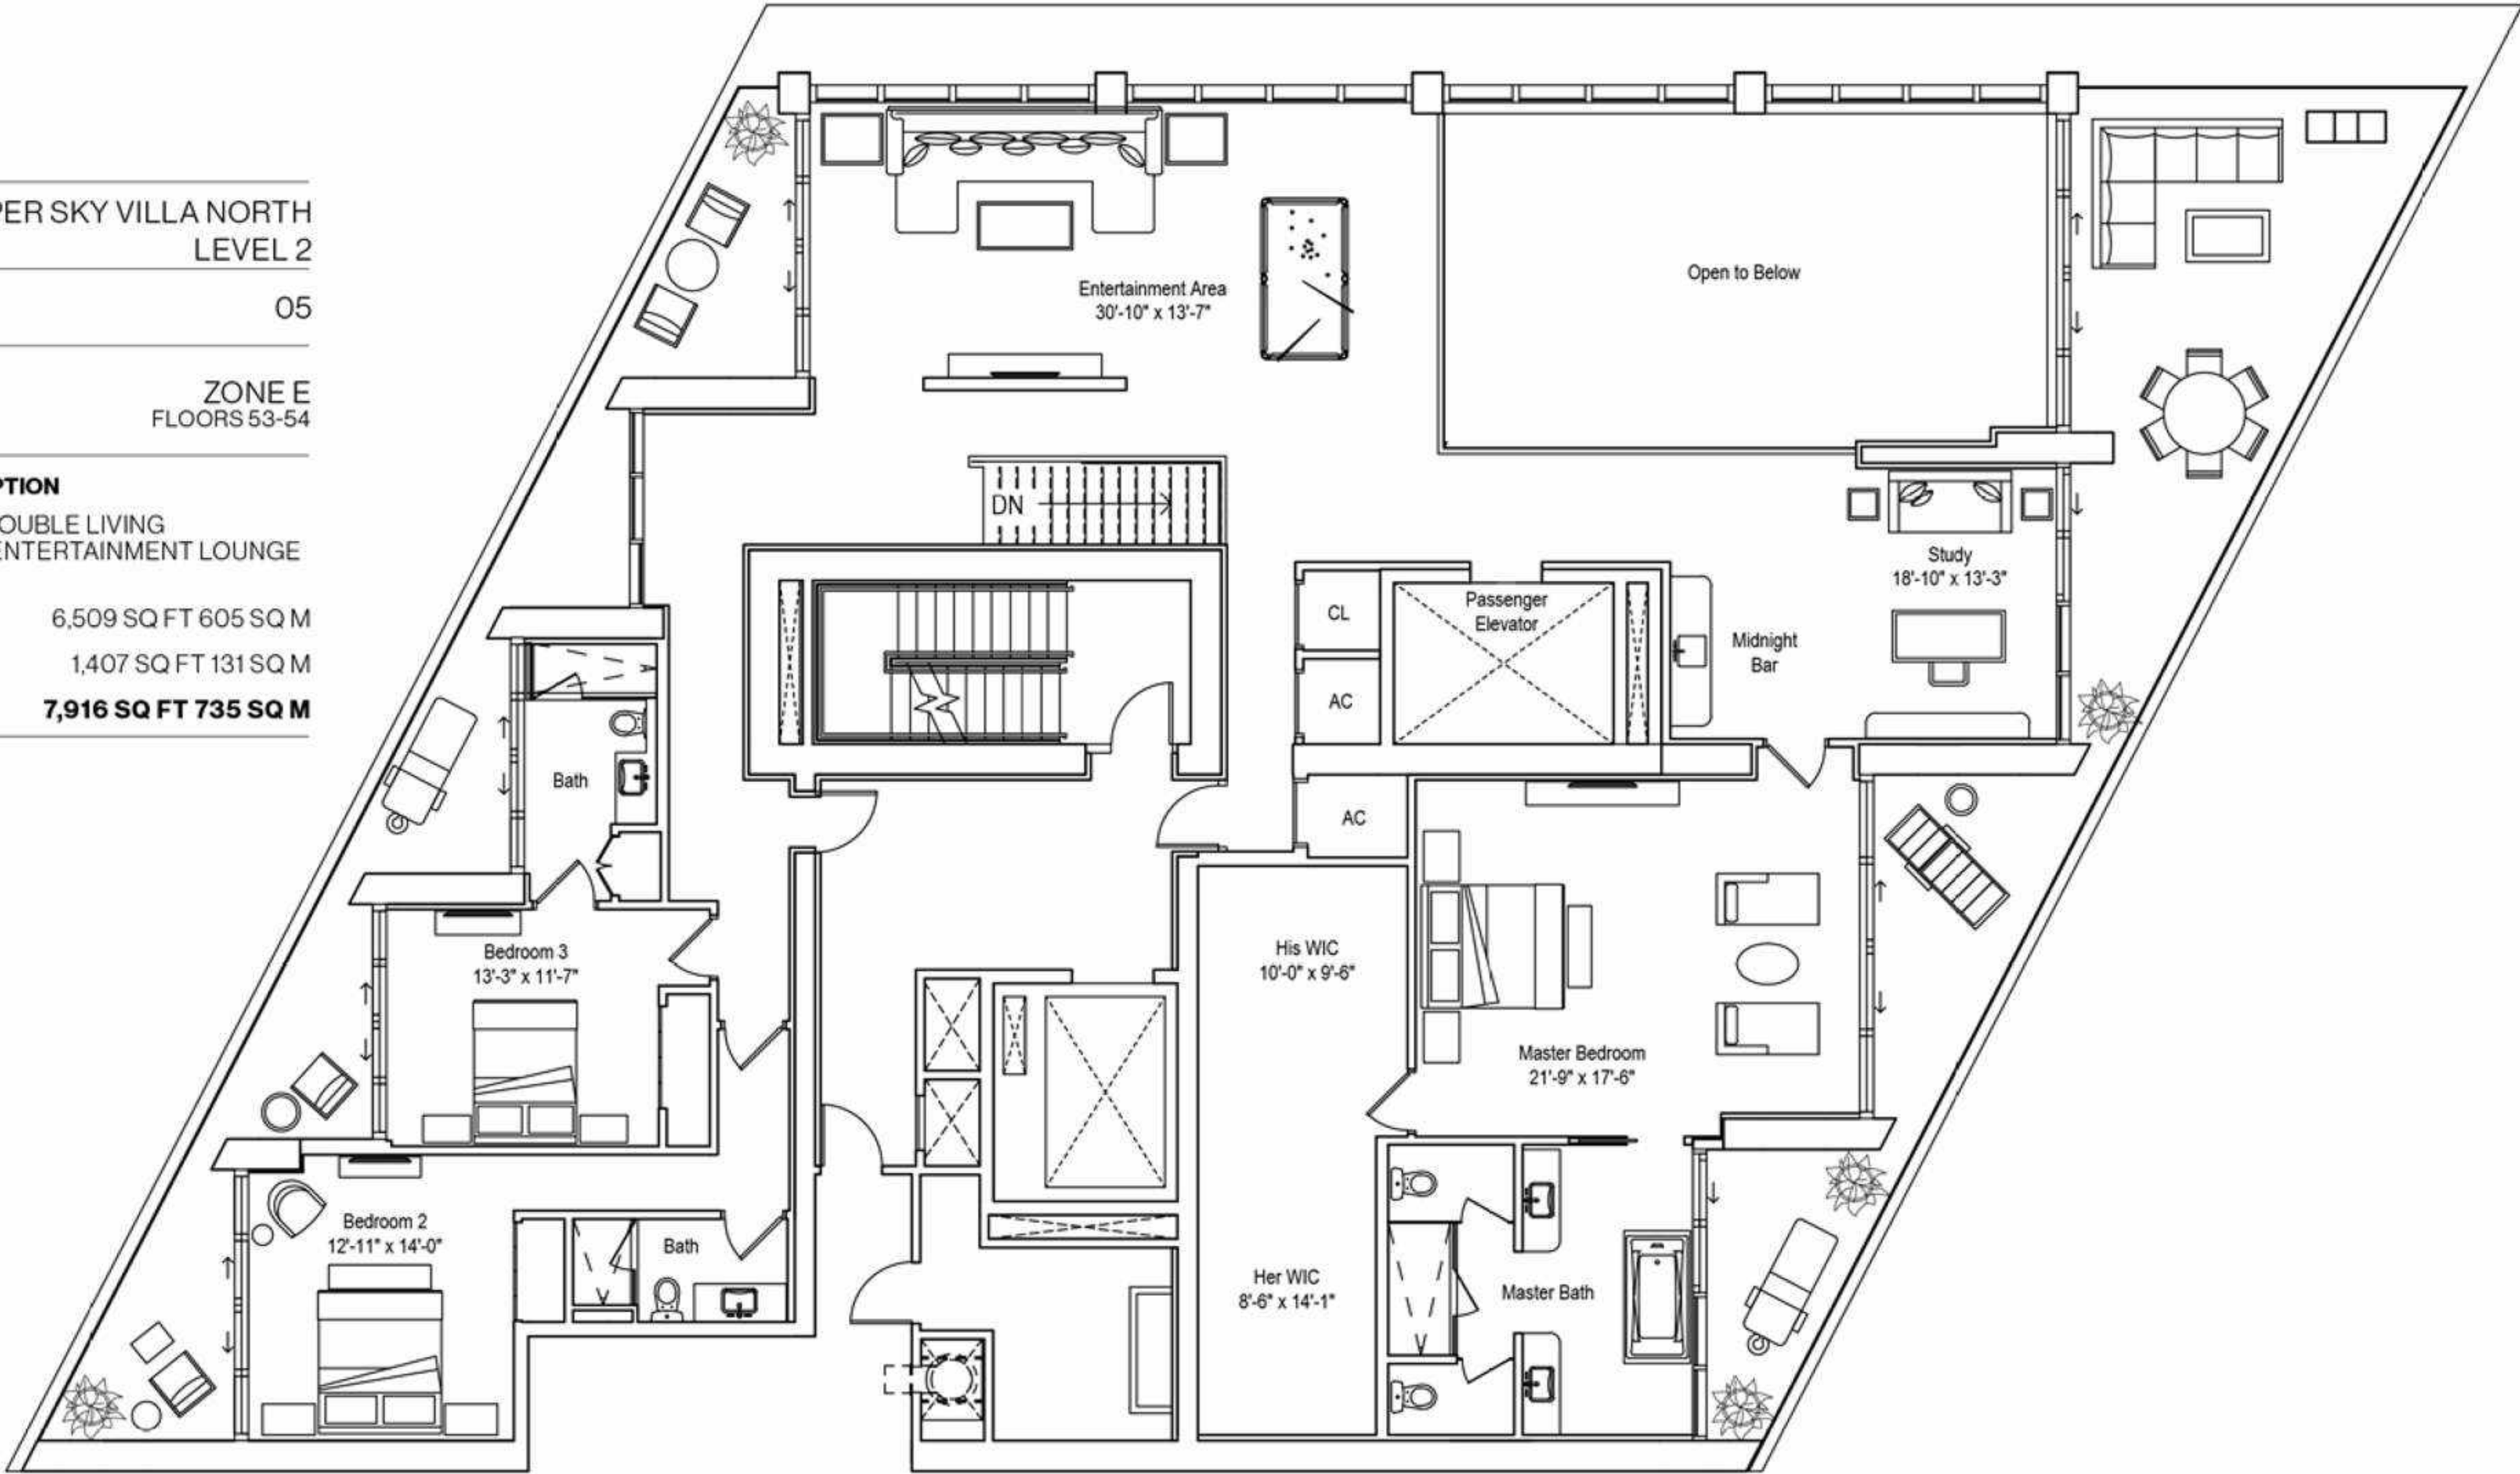 PER SKY VILLA NORTH
LEVEL 2
05
ZONE E
FLOORS 53-54
PTION
OUBLE LIVING
ENTERTAINMENT LOUNGE
6,509 SQ FT 605 SQ M
1,407 SQ FT 131 SQ M
7,916 SQ FT 735 SQ M
Entertainment Area
30'-10" x 13'-7"
Open to Below
DN
Study
18'-10" x 13'-3"
CL
Passenger
Elevator
Midnight
Bar
AC
Bath
AC
Bedroom 3
13'-3" x 11'-7"
His WIC
10'-0" x 9'-6"
Master Bedroom
21'-9" x 17'-6"
Bedroom 2
12'-11" x 14'-0"
Bath
Her WIC
8'-6" x 14'-1"
Master Bath